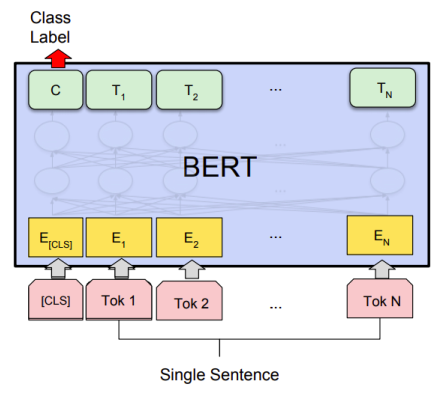 Class
Label
C T1 T2 ... TN
...
BERT
...
E[CLS] E1 E2 ... EN
[CLS] Tok 1 Tok 2 ... Tok N
Single Sentence